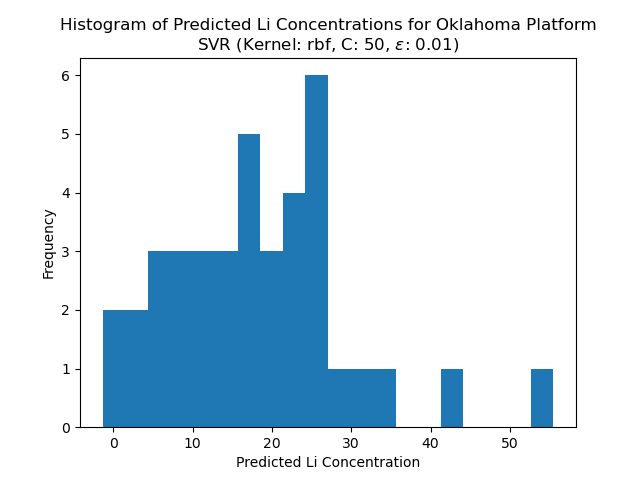 Histogram of Predicted Li Concentrations for Oklahoma Platform
SVR (Kernel: rbf, C: 50, ε: 0.01)
6
5
4
3
2
1
0
Frequency
0 10 20 30 40 50
Predicted Li Concentration